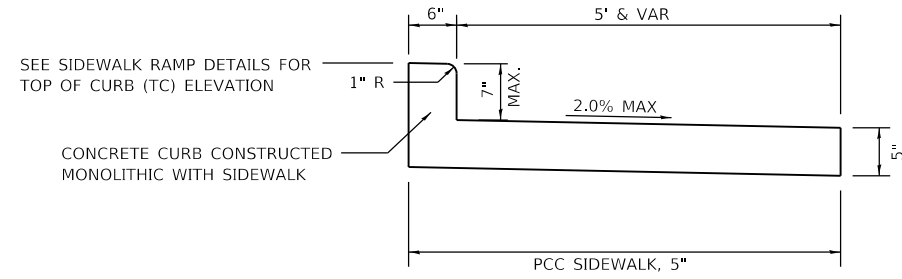 6"
5' & VAR
SEE SIDEWALK RAMP DETAILS FOR
TOP OF CURB (TC) ELEVATION
1" R
7"
MAX.
2.0% MAX
CONCRETE CURB CONSTRUCTED
MONOLITHIC WITH SIDEWALK
5"
PCC SIDEWALK, 5"